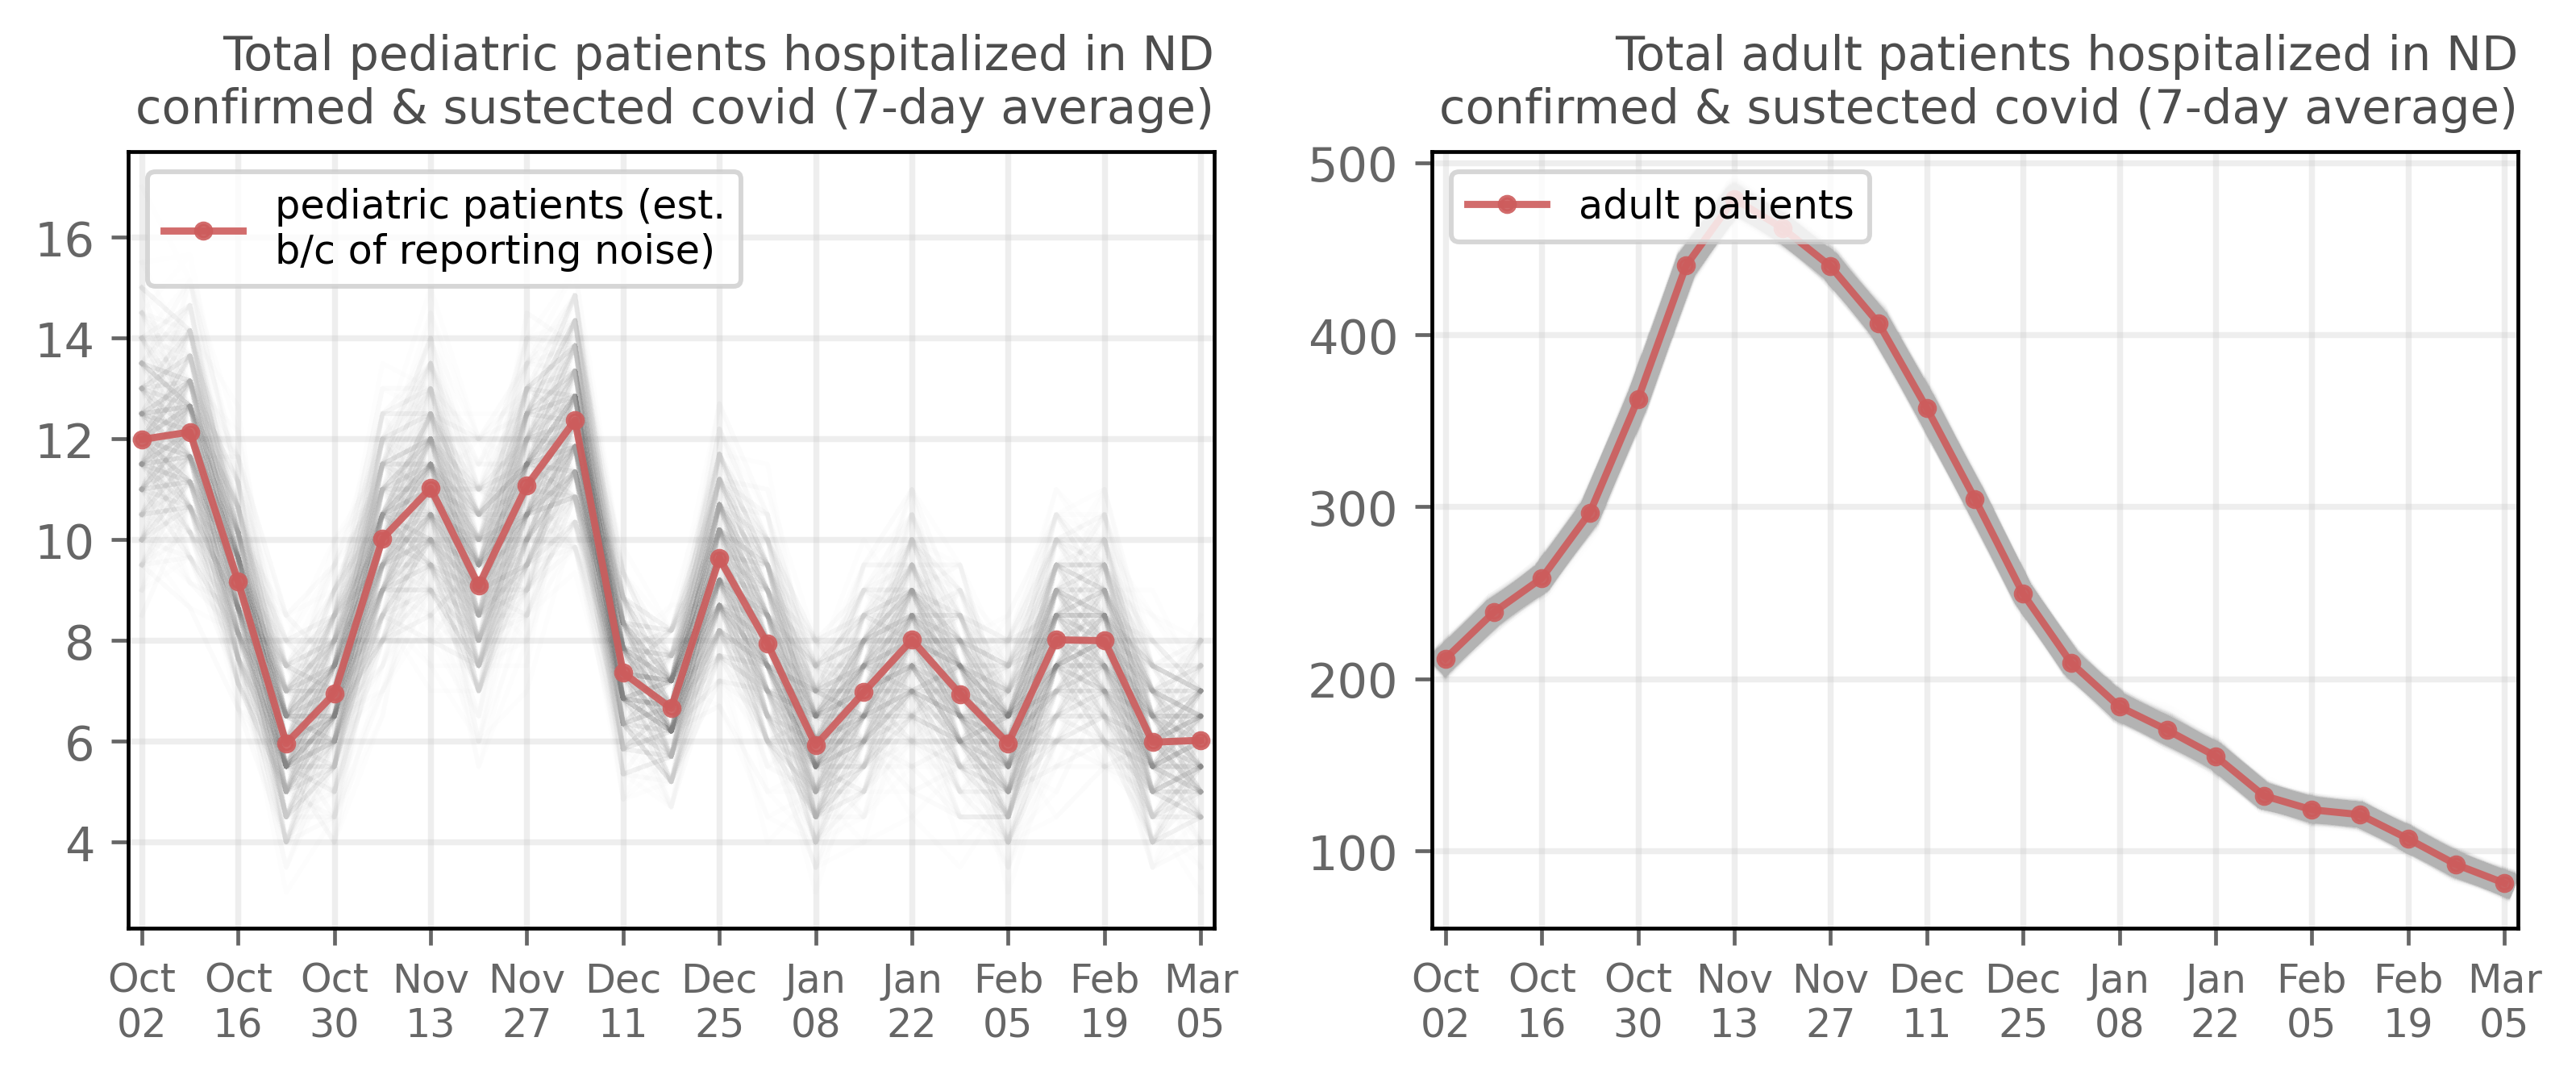 Total pediatric patients hospitalized in ND
confirmed & sustected covid (7-day average)
pediatric patients (est.
b/c of reporting noise)
16
14
12
10
8
6
4
Oct Oct Oct Nov Nov Dec Dec Jan Jan Feb Feb Mar
02 16 30 13 27 11 25 08 22 05 19 05
Total adult patients hospitalized in ND
confirmed & sustected covid (7-day average)
adult patients
500
400
300
200
100
Oct Oct Oct Nov Nov Dec Dec Jan Jan Feb Feb Mar
02 16 30 13 27 11 25 08 22 05 19 05